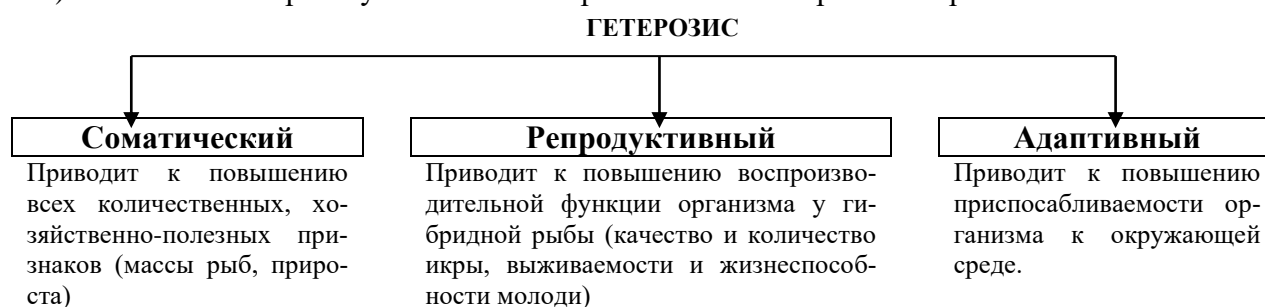 ГЕТЕРОЗИС
Соматический
Приводит к повышению
всех количественных, хо-
зяйственно-полезных при-
знаков (массы рыб, приро-
ста)
Репродуктивный
Приводит к повышению воспроизво-
дительной функции организма у ги-
бридной рыбы (качество и количество
икры, выживаемости и жизнеспособ-
ности молоди)
Адаптивный
Приводит к повышению
приспосабливаемости ор-
ганизма к окружающей
среде.